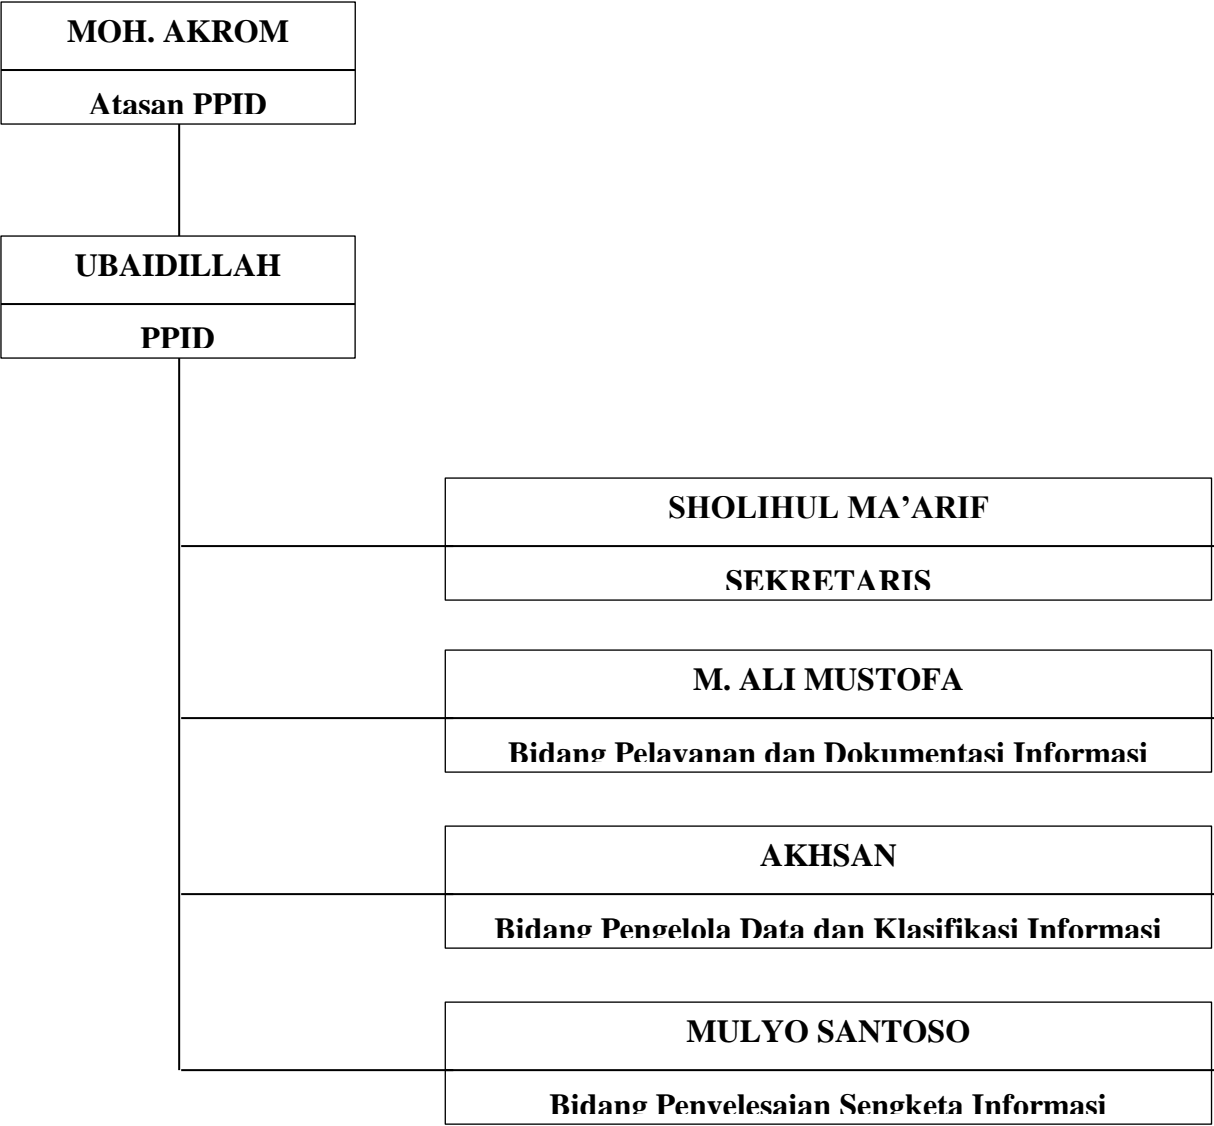 MOH. AKROM
Atasan PPID
UBAIDILLAH
PPID
SHOLIHUL MA’ARIF
SEKRETARIS
M. ALI MUSTOFA
Bidang Pelayanan dan Dokumentasi Informasi
AKHSAN
Bidang Pengelola Data dan Klasifikasi Informasi
MULYO SANTOSO
Bidang Penyelesaian Sengketa Informasi